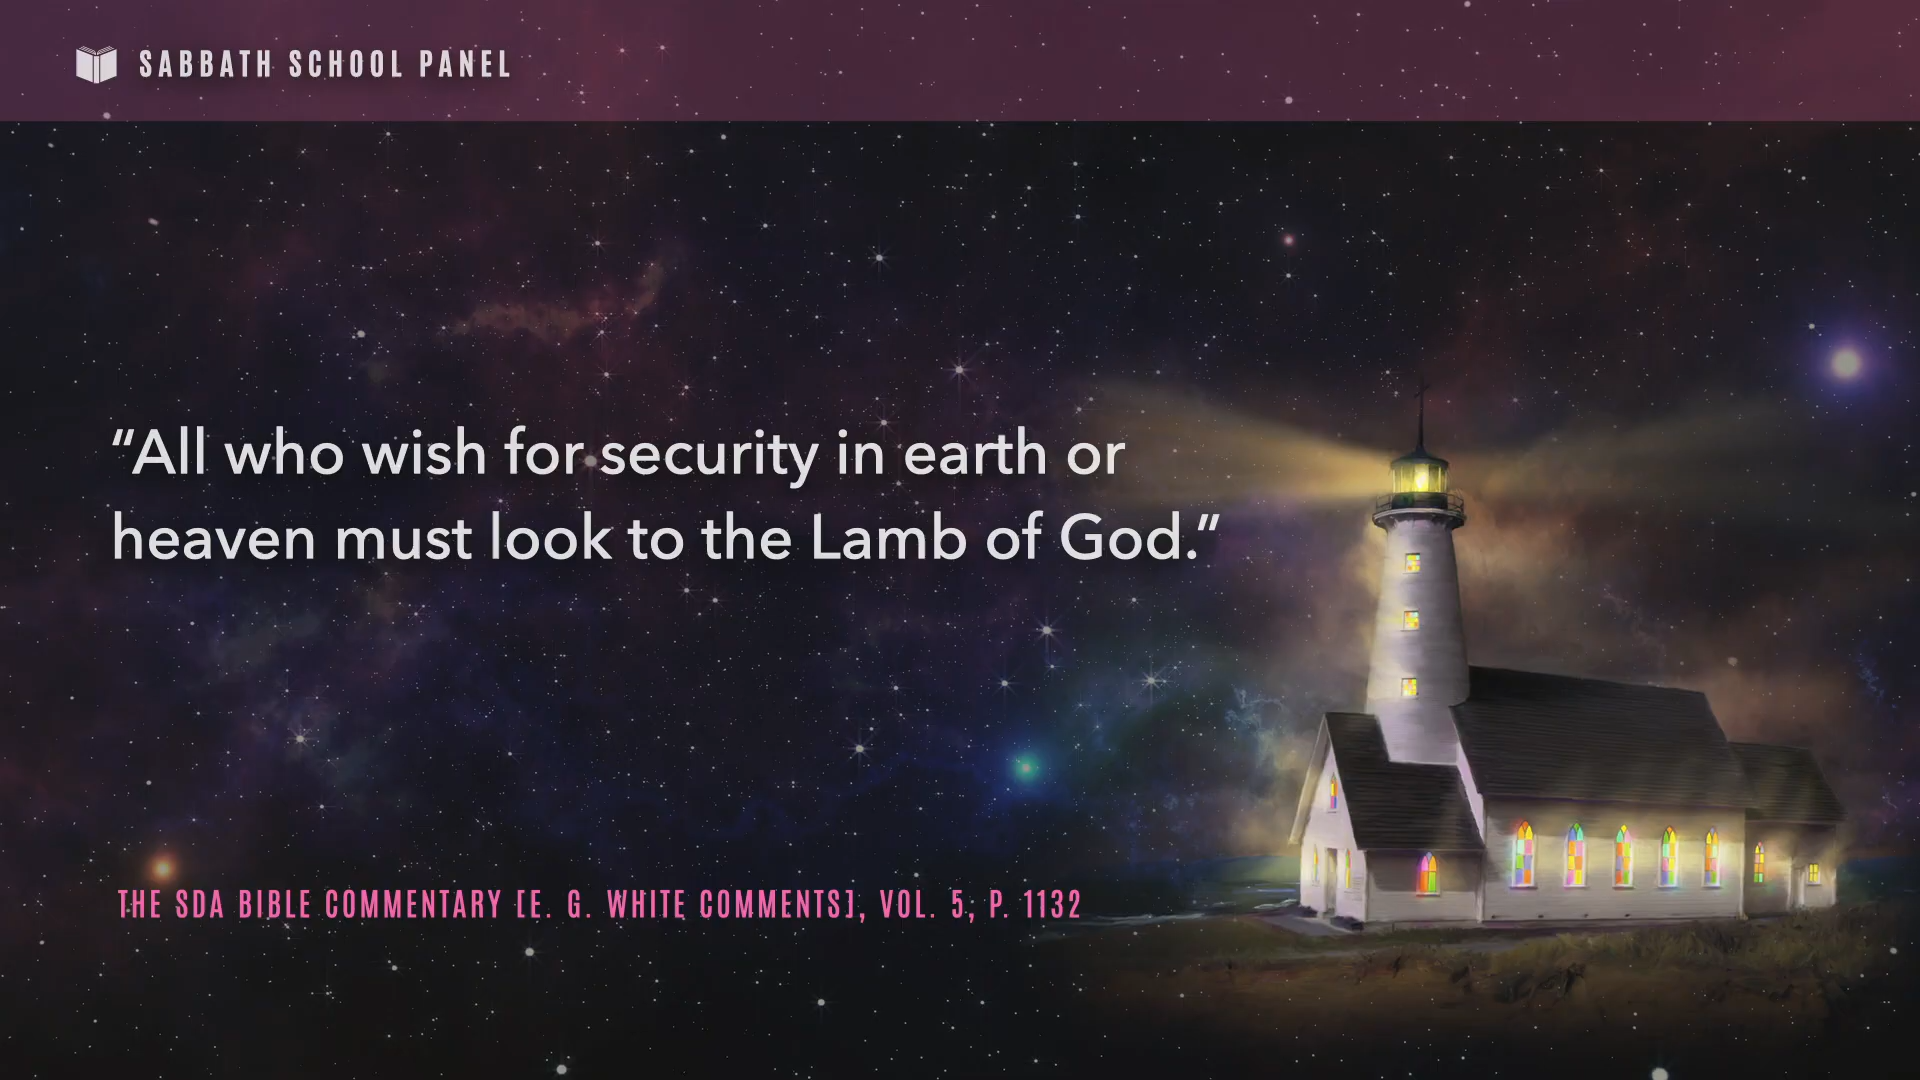 SABBATH SCHOOL PANEL
“All who wish for security in earth or
heaven must look to the Lamb of God.”
THE SDA BIBLE COMMENTARY [E. G. WHITE COMMENTS], VOL. 5, P. 1132